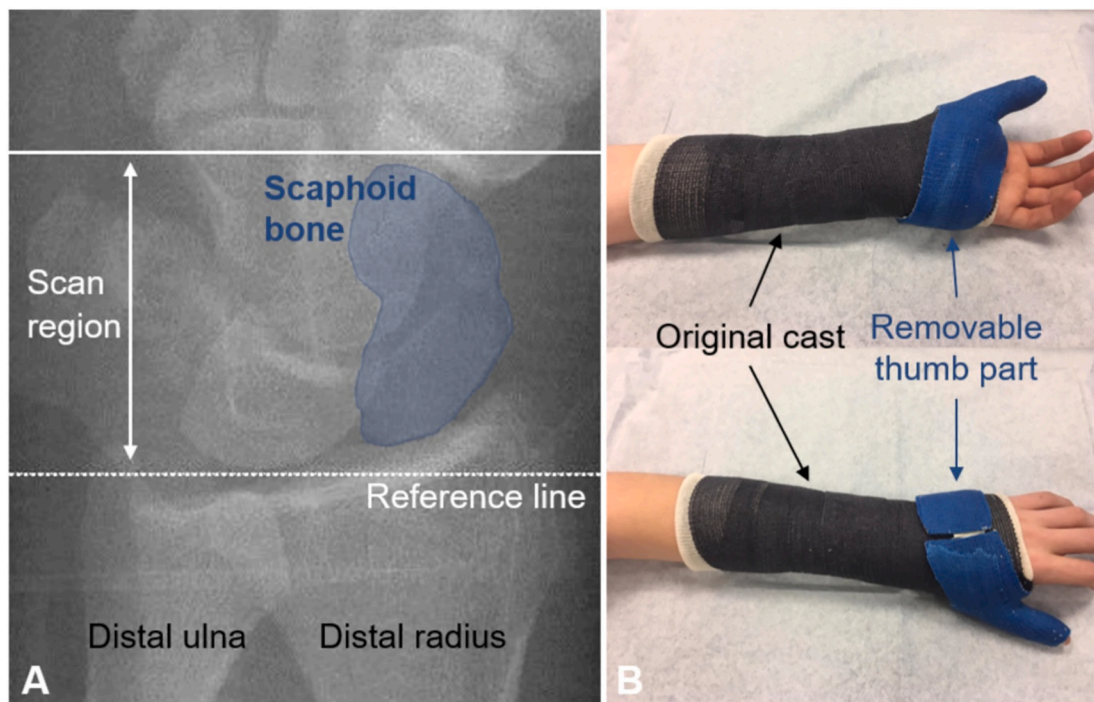 Scaphoid
bone
Scan
region
Reference line
Distal ulna
Distal radius
A
Original cast
Removable
thumb part
B